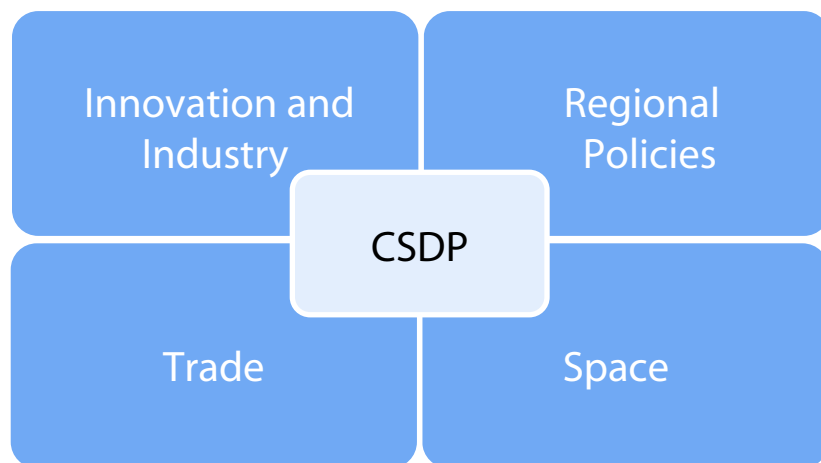 Innovation and
Industry
Regional
Policies
CSDP
Trade
Space